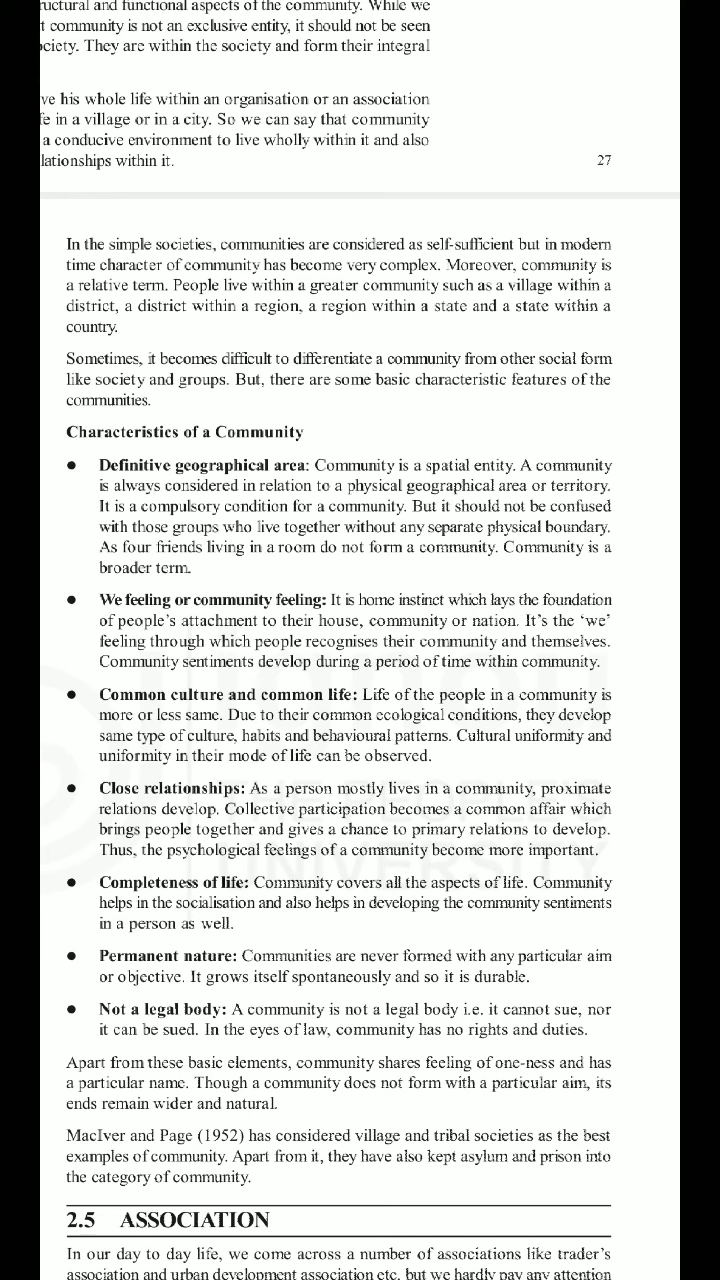 ructural and functional aspects of the community. While we
t community is not an exclusive entity, it should not be seen
ociety. They are within the society and form their integral
ve his whole life within an organisation or an association
fe in a village or in a city. So we can say that community
a conducive environment to live wholly within it and also
lationships within it.
27
In the simple societies, communities are considered as self-sufficient but in modern
time character of community has become very complex. Moreover, community is
a relative term. People live within a greater community such as a village within a
district, a district within a region, a region within a state and a state within a
country.
Sometimes, it becomes difficult to differentiate a community from other social form
like society and groups. But, there are some basic characteristic features of the
communities.
Characteristics of a Community
● Definitive geographical area: Community is a spatial entity. A community
is always considered in relation to a physical geographical area or territory.
It is a compulsory condition for a community. But it should not be confused
with those groups who live together without any separate physical boundary.
As four friends living in a room do not form a community. Community is a
broader term.
● We feeling or community feeling: It is home instinct which lays the foundation
of people's attachment to their house, community or nation. It's the 'we'
feeling through which people recognises their community and themselves.
Community sentiments develop during a period of time within community.
● Common culture and common life: Life of the people in a community is
more or less same. Due to their common ecological conditions, they develop
same type of culture, habits and behavioural patterns. Cultural uniformity and
uniformity in their mode of life can be observed.
● Close relationships: As a person mostly lives in a community, proximate
relations develop. Collective participation becomes a common affair which
brings people together and gives a chance to primary relations to develop.
Thus, the psychological feelings of a community become more important.
● Completeness of life: Community covers all the aspects of life. Community
helps in the socialisation and also helps in developing the community sentiments
in a person as well.
● Permanent nature: Communities are never formed with any particular aim
or objective. It grows itself spontaneously and so it is durable.
● Not a legal body: A community is not a legal body i.e. it cannot sue, nor
it can be sued. In the eyes of law, community has no rights and duties.
Apart from these basic elements, community shares feeling of one-ness and has
a particular name. Though a community does not form with a particular aim, its
ends remain wider and natural.
MacIver and Page (1952) has considered village and tribal societies as the best
examples of community. Apart from it, they have also kept asylum and prison into
the category of community.
2.5 ASSOCIATION
In our day to day life, we come across a number of associations like trader's
association and urban development association etc. but we hardly pay any attention